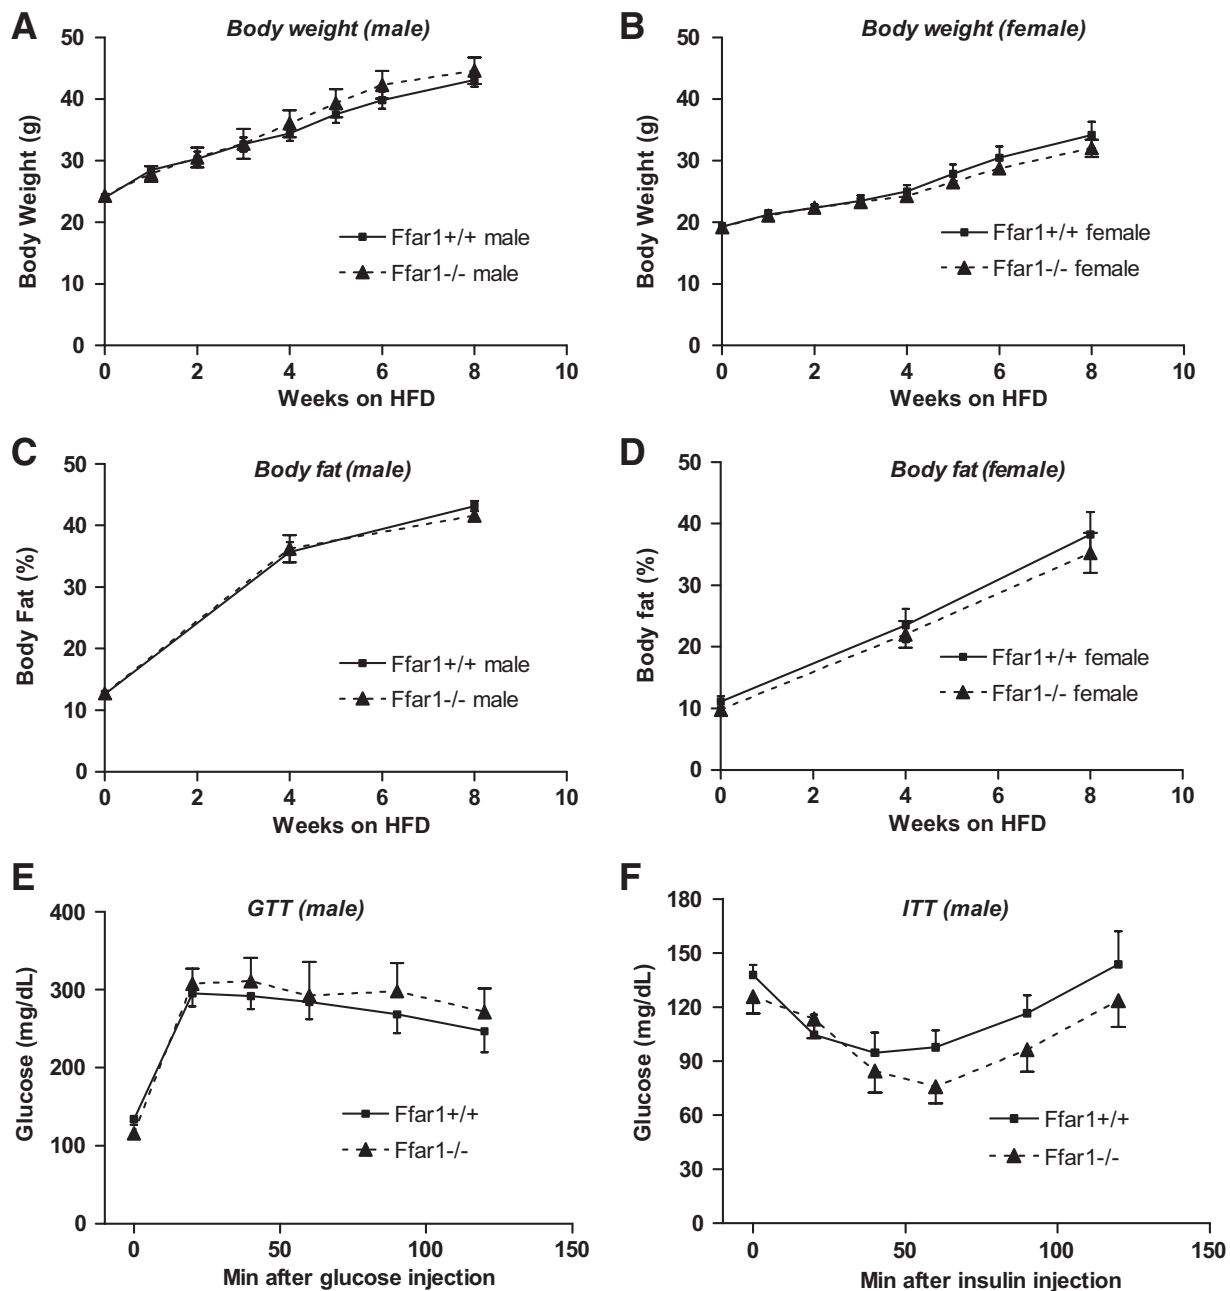 A
Body weight (male)
50
40
30
20
10
0
Body Weight (g)
Ffar1+/+ male
Ffar1-/- male
0 2 4 6 8 10
Weeks on HFD
B
Body weight (female)
50
40
30
20
10
0
Body Weight (g)
Ffar1+/+ female
Ffar1-/- female
0 2 4 6 8 10
Weeks on HFD
C
Body fat (male)
50
40
30
20
10
0
Body Fat (%)
Ffar1+/+ male
Ffar1-/- male
0 2 4 6 8 10
Weeks on HFD
D
Body fat (female)
50
40
30
20
10
0
Body fat (%)
Ffar1+/+ female
Ffar1-/- female
0 2 4 6 8 10
Weeks on HFD
E
GTT (male)
400
300
200
100
0
Glucose (mg/dL)
Ffar1+/+
Ffar1-/-
0 50 100 150
Min after glucose injection
F
ITT (male)
180
150
120
90
60
30
0
Glucose (mg/dL)
Ffar1+/+
Ffar1-/-
0 50 100 150
Min after insulin injection